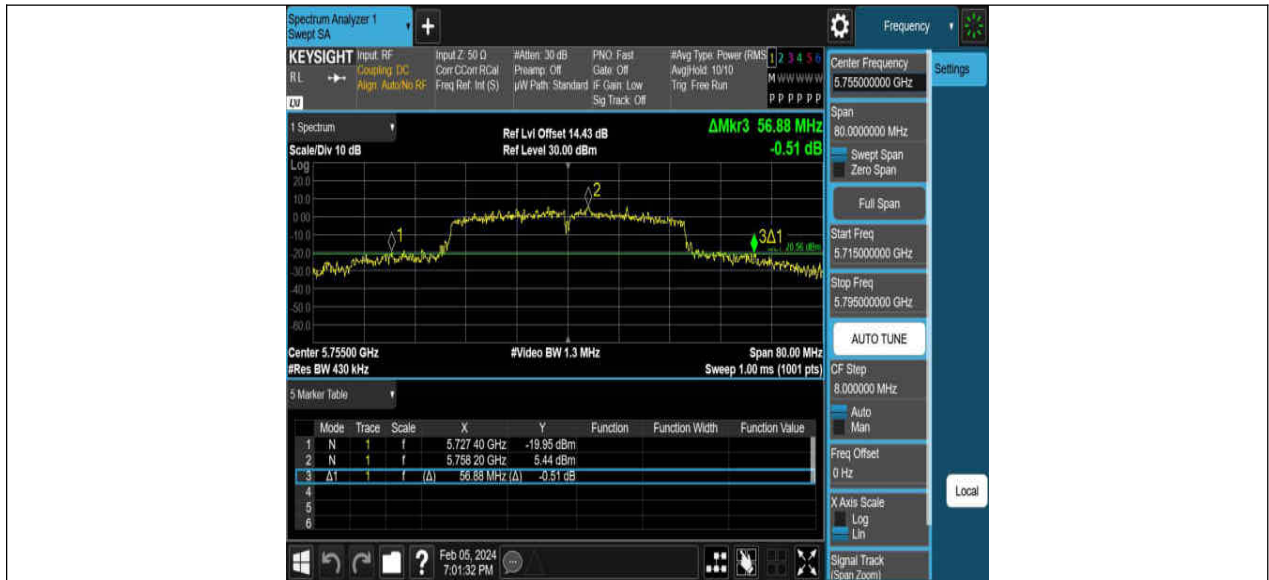 Spectrum Analyzer 1
Swept SA
+
Frequency
KEYSIGHT
RL
LXI
Input: RF
Coupling: DC
Align: Auto/No RF
Input Z: 50 Ω
Corr CCorr RCal
Freq Ref: Int (S)
#Atten: 30 dB
Preamp: Off
µW Path: Standard
PNO: Fast
Gate: Off
IF Gain: Low
Sig Track: Off
#Avg Type: Power (RMS
Avg|Hold: 10/10
Trig: Free Run
1 2 3 4 5 6
M W W W W W
P P P P P P
1 Spectrum
Scale/Div 10 dB
Ref Lvl Offset 14.43 dB
Ref Level 30.00 dBm
ΔMkr3 56.88 MHz
-0.51 dB
Log
20.0
10.0
0.00
-10.0
-20.0
-30.0
-40.0
-50.0
-60.0
1
2
3Δ1
Center 5.75500 GHz
#Res BW 430 kHz
#Video BW 1.3 MHz
Span 80.00 MHz
Sweep 1.00 ms (1001 pts)
5 Marker Table
Mode Trace Scale X Y Function Function Width Function Value
1 N 1 f 5.727 40 GHz -19.95 dBm
2 N 1 f 5.758 20 GHz 5.44 dBm
3 Δ1 1 f (Δ) 56.88 MHz (Δ) -0.51 dB
4
5
6
?
Feb 05, 2024
7:01:32 PM
Center Frequency
5.755000000 GHz
Settings
Span
80.0000000 MHz
Swept Span
Zero Span
Full Span
Start Freq
5.715000000 GHz
Stop Freq
5.795000000 GHz
AUTO TUNE
CF Step
8.000000 MHz
Auto
Man
Freq Offset
0 Hz
X Axis Scale
Log
Lin
Local
Signal Track
(Span Zoom)